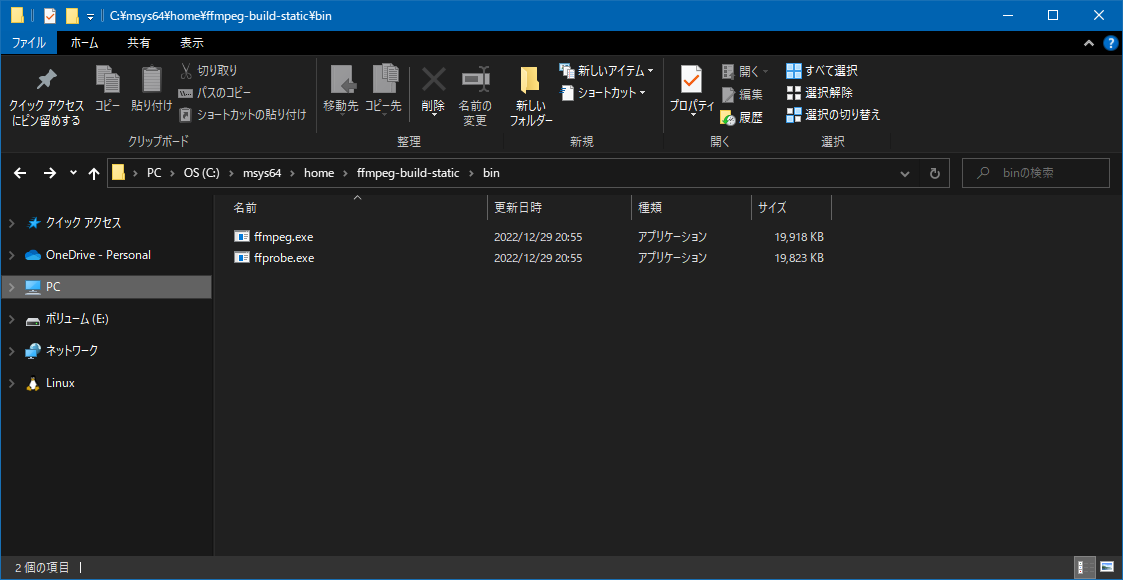 C:¥msys64¥home¥ffmpeg-build-static¥bin
ファイル ホーム 共有 表示
クイック アクセス
にピン留めする
コピー
貼り付け
切り取り
パスのコピー
ショートカットの貼り付け
クリップボード
移動先
コピー先
削除
名前の
変更
整理
新しい
フォルダー
新しいアイテム
ショートカット
新規
プロパティ
開く
編集
履歴
開く
すべて選択
選択解除
選択の切り替え
選択
PC › OS (C:) › msys64 › home › ffmpeg-build-static › bin
binの検索
クイック アクセス
OneDrive - Personal
PC
ボリューム (E:)
ネットワーク
Linux
名前 更新日時 種類 サイズ
ffmpeg.exe 2022/12/29 20:55 アプリケーション 19,918 KB
ffprobe.exe 2022/12/29 20:55 アプリケーション 19,823 KB
2 個の項目